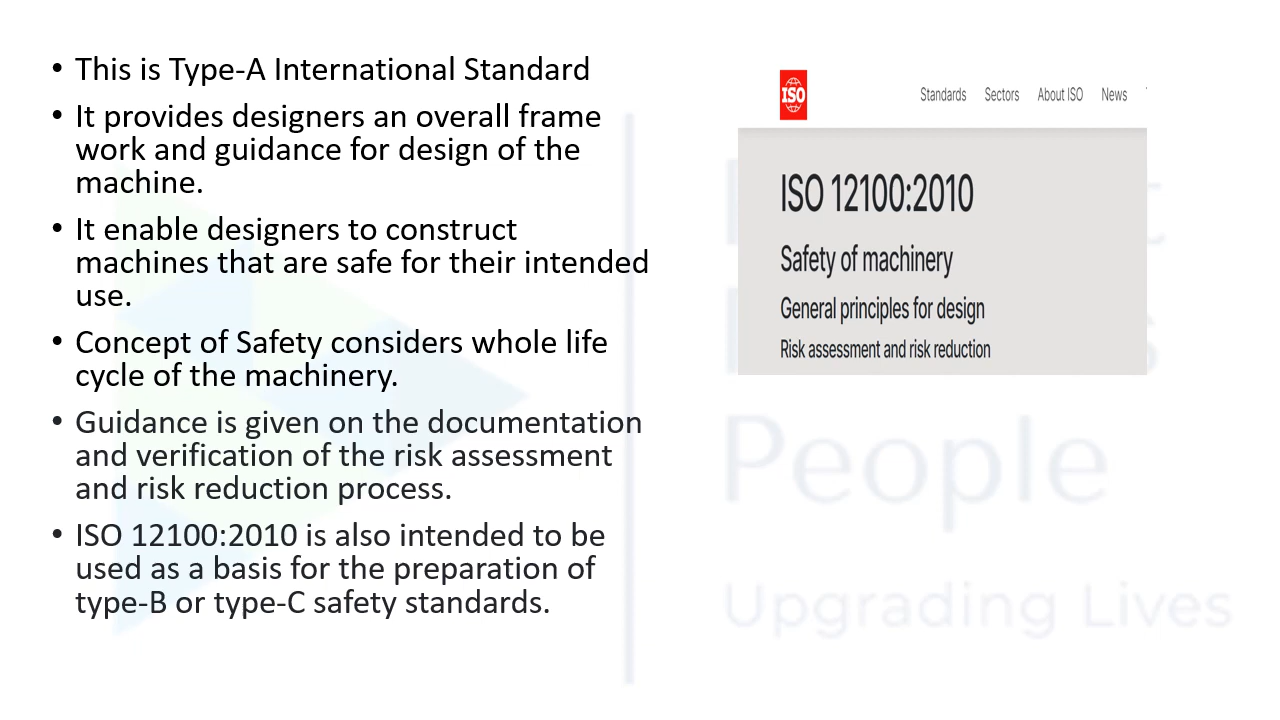 • This is Type-A International Standard
• It provides designers an overall frame
work and guidance for design of the
machine.
• It enable designers to construct
machines that are safe for their intended
use.
• Concept of Safety considers whole life
cycle of the machinery.
• Guidance is given on the documentation
and verification of the risk assessment
and risk reduction process.
• ISO 12100:2010 is also intended to be
used as a basis for the preparation of
type-B or type-C safety standards.
ISO
Standards Sectors About ISO News
ISO 12100:2010
Safety of machinery
General principles for design
Risk assessment and risk reduction
People
Upgrading Lives